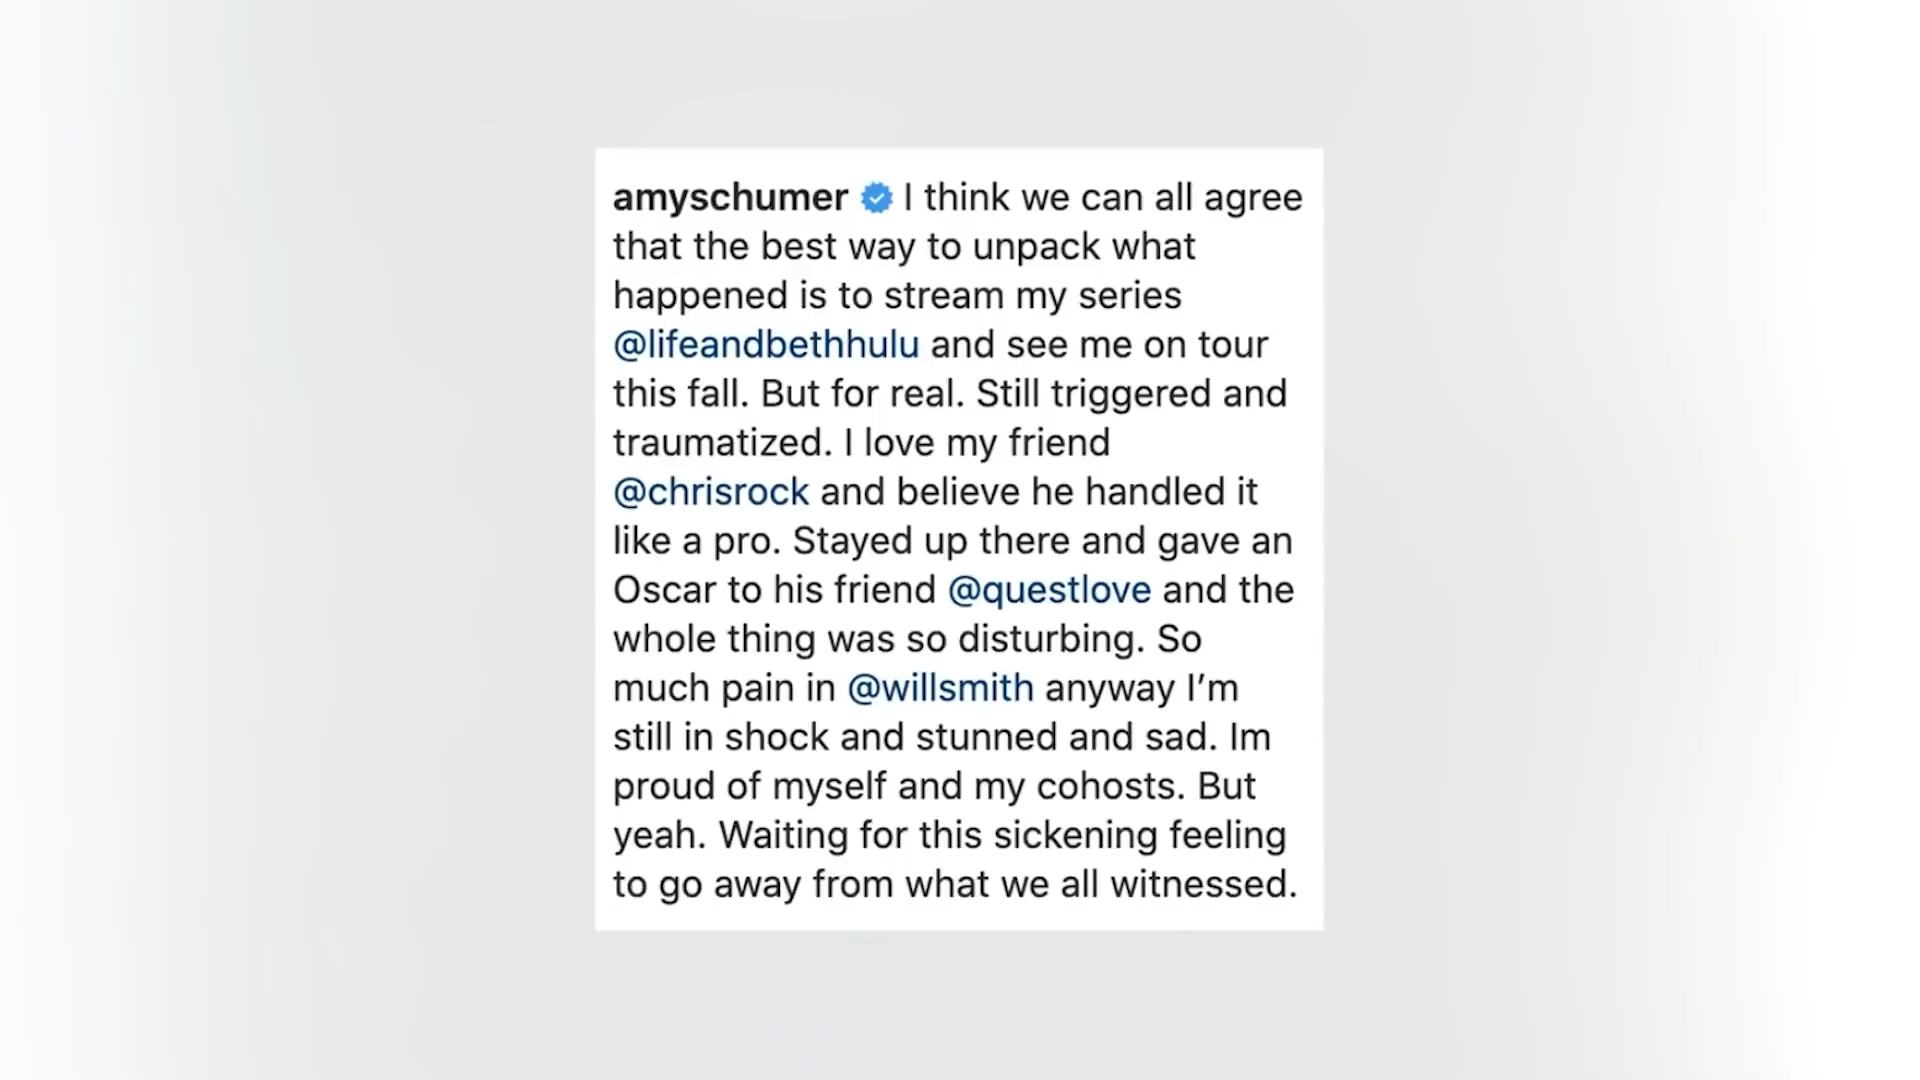 amyschumer I think we can all agree
that the best way to unpack what
happened is to stream my series
@lifeandbethhulu and see me on tour
this fall. But for real. Still triggered and
traumatized. I love my friend
@chrisrock and believe he handled it
like a pro. Stayed up there and gave an
Oscar to his friend @questlove and the
whole thing was so disturbing. So
much pain in @willsmith anyway I’m
still in shock and stunned and sad. Im
proud of myself and my cohosts. But
yeah. Waiting for this sickening feeling
to go away from what we all witnessed.